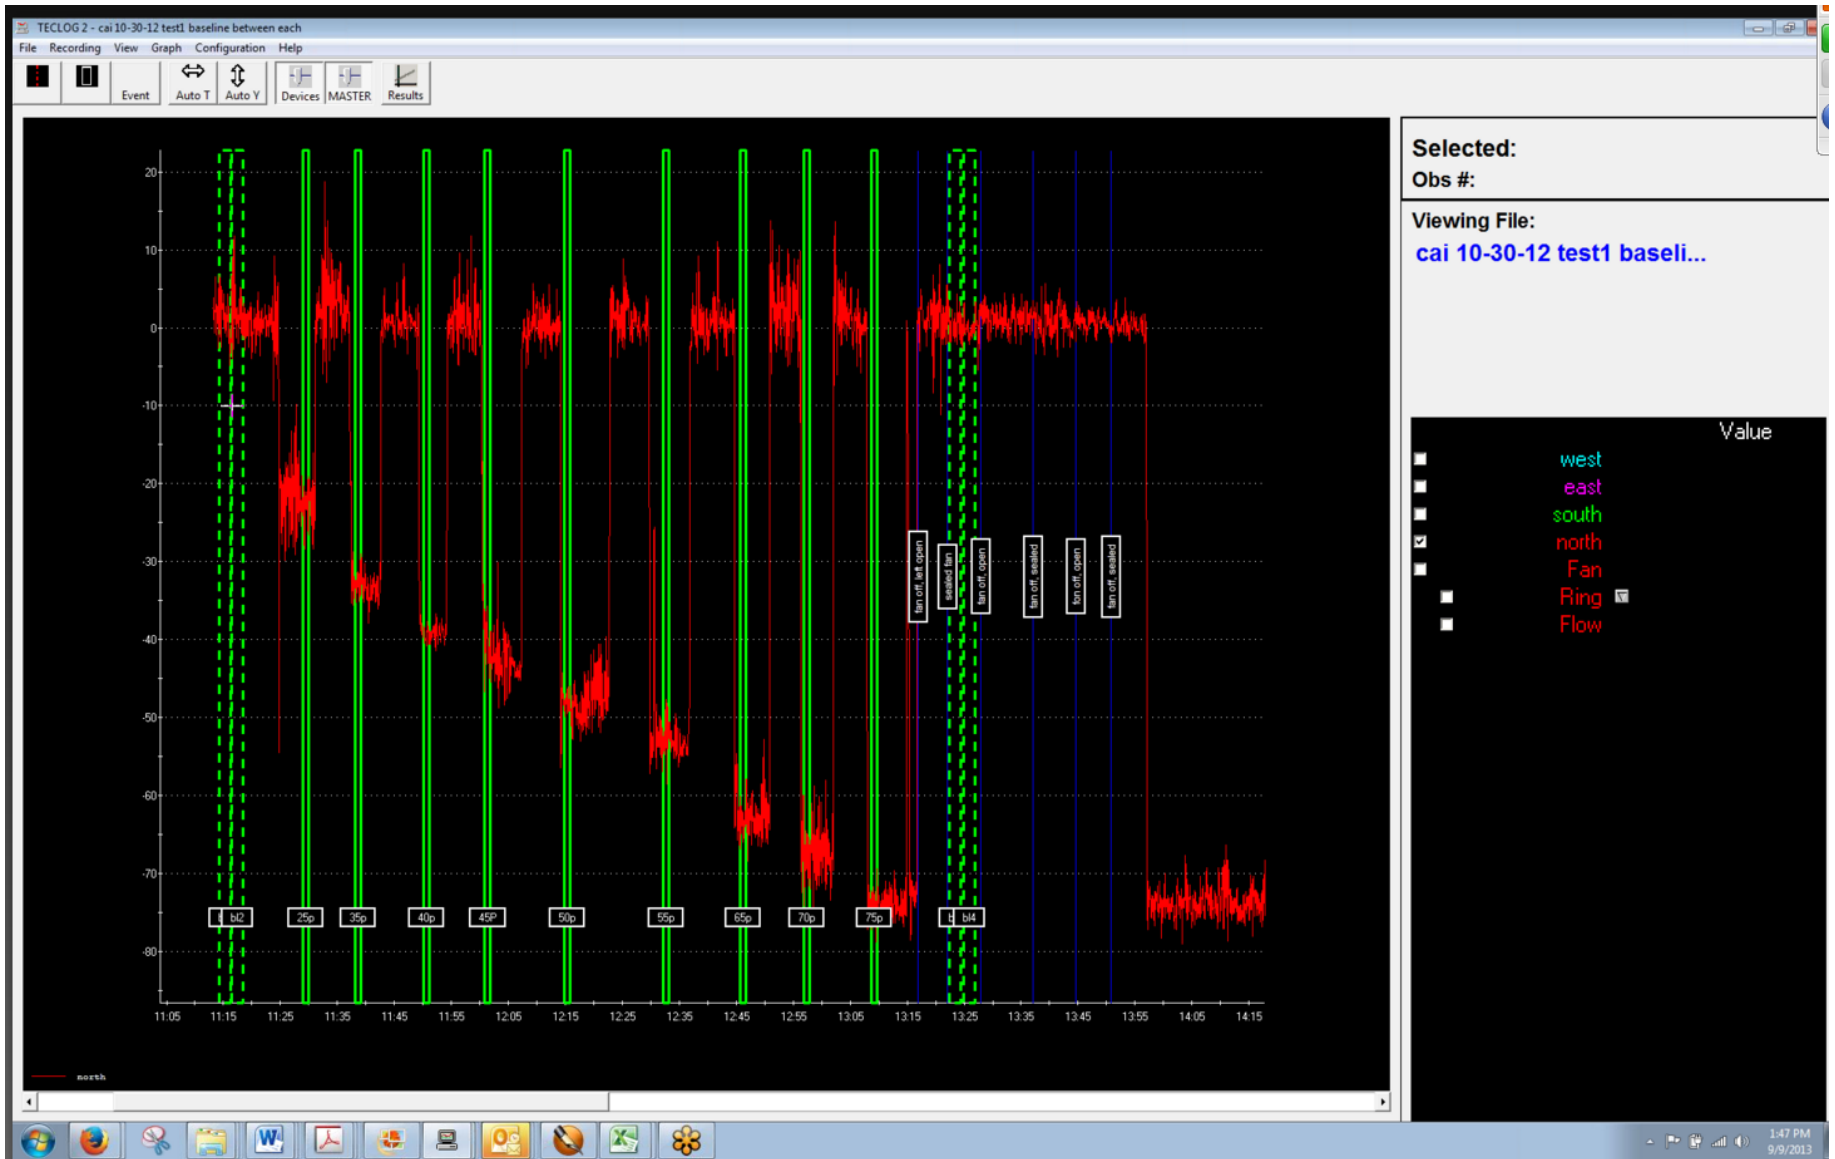 TECLOG 2 - cai 10-30-12 test1 baseline between each
File Recording View Graph Configuration Help
Event Auto T Auto Y Devices MASTER Results
Selected:
Obs #:
Viewing File:
cai 10-30-12 test1 baseli...
Value
west
east
south
north
Fan
Ring
Flow
20
10
0
-10
-20
-30
-40
-50
-60
-70
-80
fan off, left open
sealed fan
fan off, open
fan off, sealed
fon off, open
fan off, sealed
bl2 25p 35p 40p 45P 50p 55p 65p 70p 75p bl4
11:05 11:15 11:25 11:35 11:45 11:55 12:05 12:15 12:25 12:35 12:45 12:55 13:05 13:15 13:25 13:35 13:45 13:55 14:05 14:15
north
1:47 PM
9/9/2013